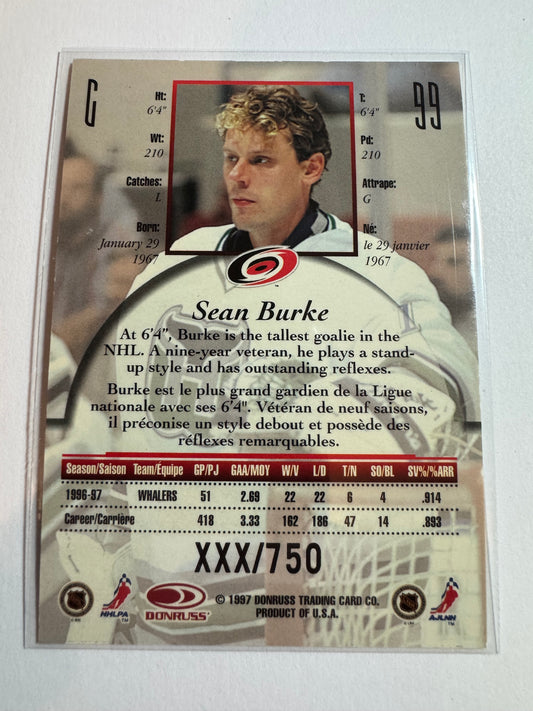 G 99
Ht: T:
6'4" 6'4"
Wt: Pd:
210 210
Catches: Attrape:
L G
Born: Né:
January 29 le 29 janvier
1967 1967
Sean Burke
At 6'4", Burke is the tallest goalie in the
NHL. A nine-year veteran, he plays a stand-
up style and has outstanding reflexes.
Burke est le plus grand gardien de la Ligue
nationale avec ses 6'4". Vétéran de neuf saisons,
il préconise un style debout et possède des
réflexes remarquables.
Season/Saison Team/Équipe GP/PJ GAA/MOY W/V L/D T/N SO/BL SV%/%ARR
1996-97 WHALERS 51 2.69 22 22 6 4 .914
Career/Carrière 418 3.33 162 186 47 14 .893
XXX/750
NHLPA TM DONRUSS © 1997 DONRUSS TRADING CARD CO.
PRODUCT OF U.S.A. AJLNH TM